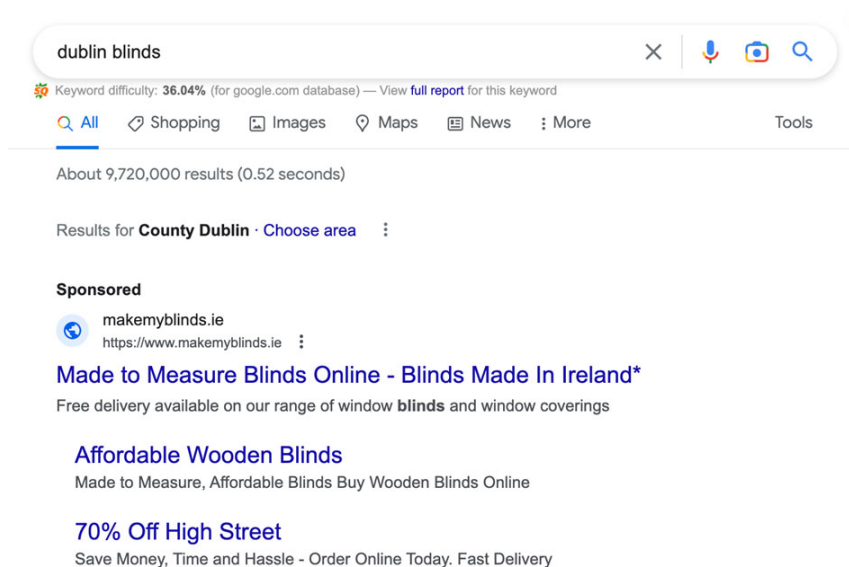 dublin blinds
Keyword difficulty: 36.04% (for google.com database) — View full report for this keyword
All Shopping Images Maps News More Tools
About 9,720,000 results (0.52 seconds)
Results for County Dublin · Choose area
Sponsored
makemyblinds.ie
https://www.makemyblinds.ie
Made to Measure Blinds Online - Blinds Made In Ireland*
Free delivery available on our range of window blinds and window coverings
Affordable Wooden Blinds
Made to Measure, Affordable Blinds Buy Wooden Blinds Online
70% Off High Street
Save Money, Time and Hassle - Order Online Today. Fast Delivery